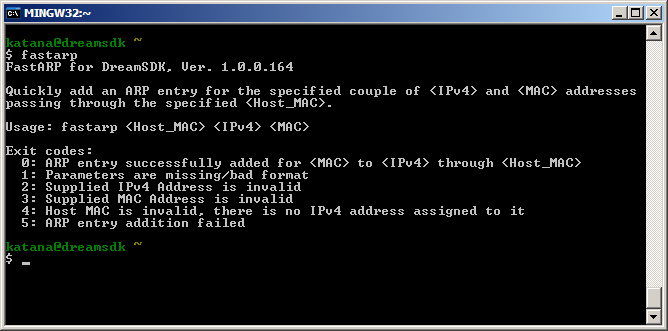 MINGW32:~
katana@dreamsdk ~
$ fastarp
FastARP for DreamSDK, Ver. 1.0.0.164
Quickly add an ARP entry for the specified couple of <IPv4> and <MAC> addresses
passing through the specified <Host_MAC>.
Usage: fastarp <Host_MAC> <IPv4> <MAC>
Exit codes:
  0: ARP entry successfully added for <MAC> to <IPv4> through <Host_MAC>
  1: Parameters are missing/bad format
  2: Supplied IPv4 Address is invalid
  3: Supplied MAC Address is invalid
  4: Host MAC is invalid, there is no IPv4 address assigned to it
  5: ARP entry addition failed
katana@dreamsdk ~
$ _